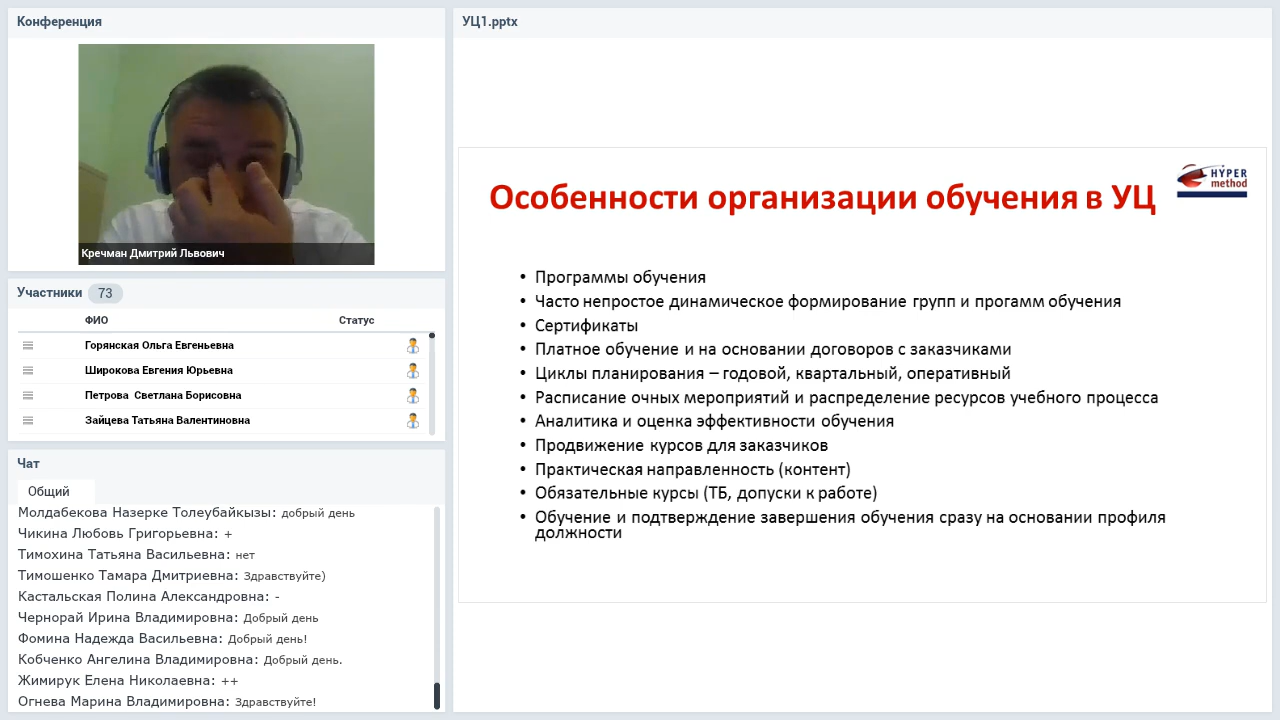 Конференция
Кречман Дмитрий Львович
Участники 73
ФИО Статус
Горянская Ольга Евгеньевна
Широкова Евгения Юрьевна
Петрова Светлана Борисовна
Зайцева Татьяна Валентиновна
Чат
Общий
Молдабекова Назерке Толеубайкызы: добрый день
Чикина Любовь Григорьевна: +
Тимохина Татьяна Васильевна: нет
Тимошенко Тамара Дмитриевна: Здравствуйте)
Кастальская Полина Александровна: -
Чернорай Ирина Владимировна: Добрый день
Фомина Надежда Васильевна: Добрый день!
Кобченко Ангелина Владимировна: Добрый день.
Жимирук Елена Николаевна: ++
Огнева Марина Владимировна: Здравствуйте!
УЦ1.pptx
HYPER
method
Особенности организации обучения в УЦ
• Программы обучения
• Часто непростое динамическое формирование групп и прогамм обучения
• Сертификаты
• Платное обучение и на основании договоров с заказчиками
• Циклы планирования – годовой, квартальный, оперативный
• Расписание очных мероприятий и распределение ресурсов учебного процесса
• Аналитика и оценка эффективности обучения
• Продвижение курсов для заказчиков
• Практическая направленность (контент)
• Обязательные курсы (ТБ, допуски к работе)
• Обучение и подтверждение завершения обучения сразу на основании профиля
должности